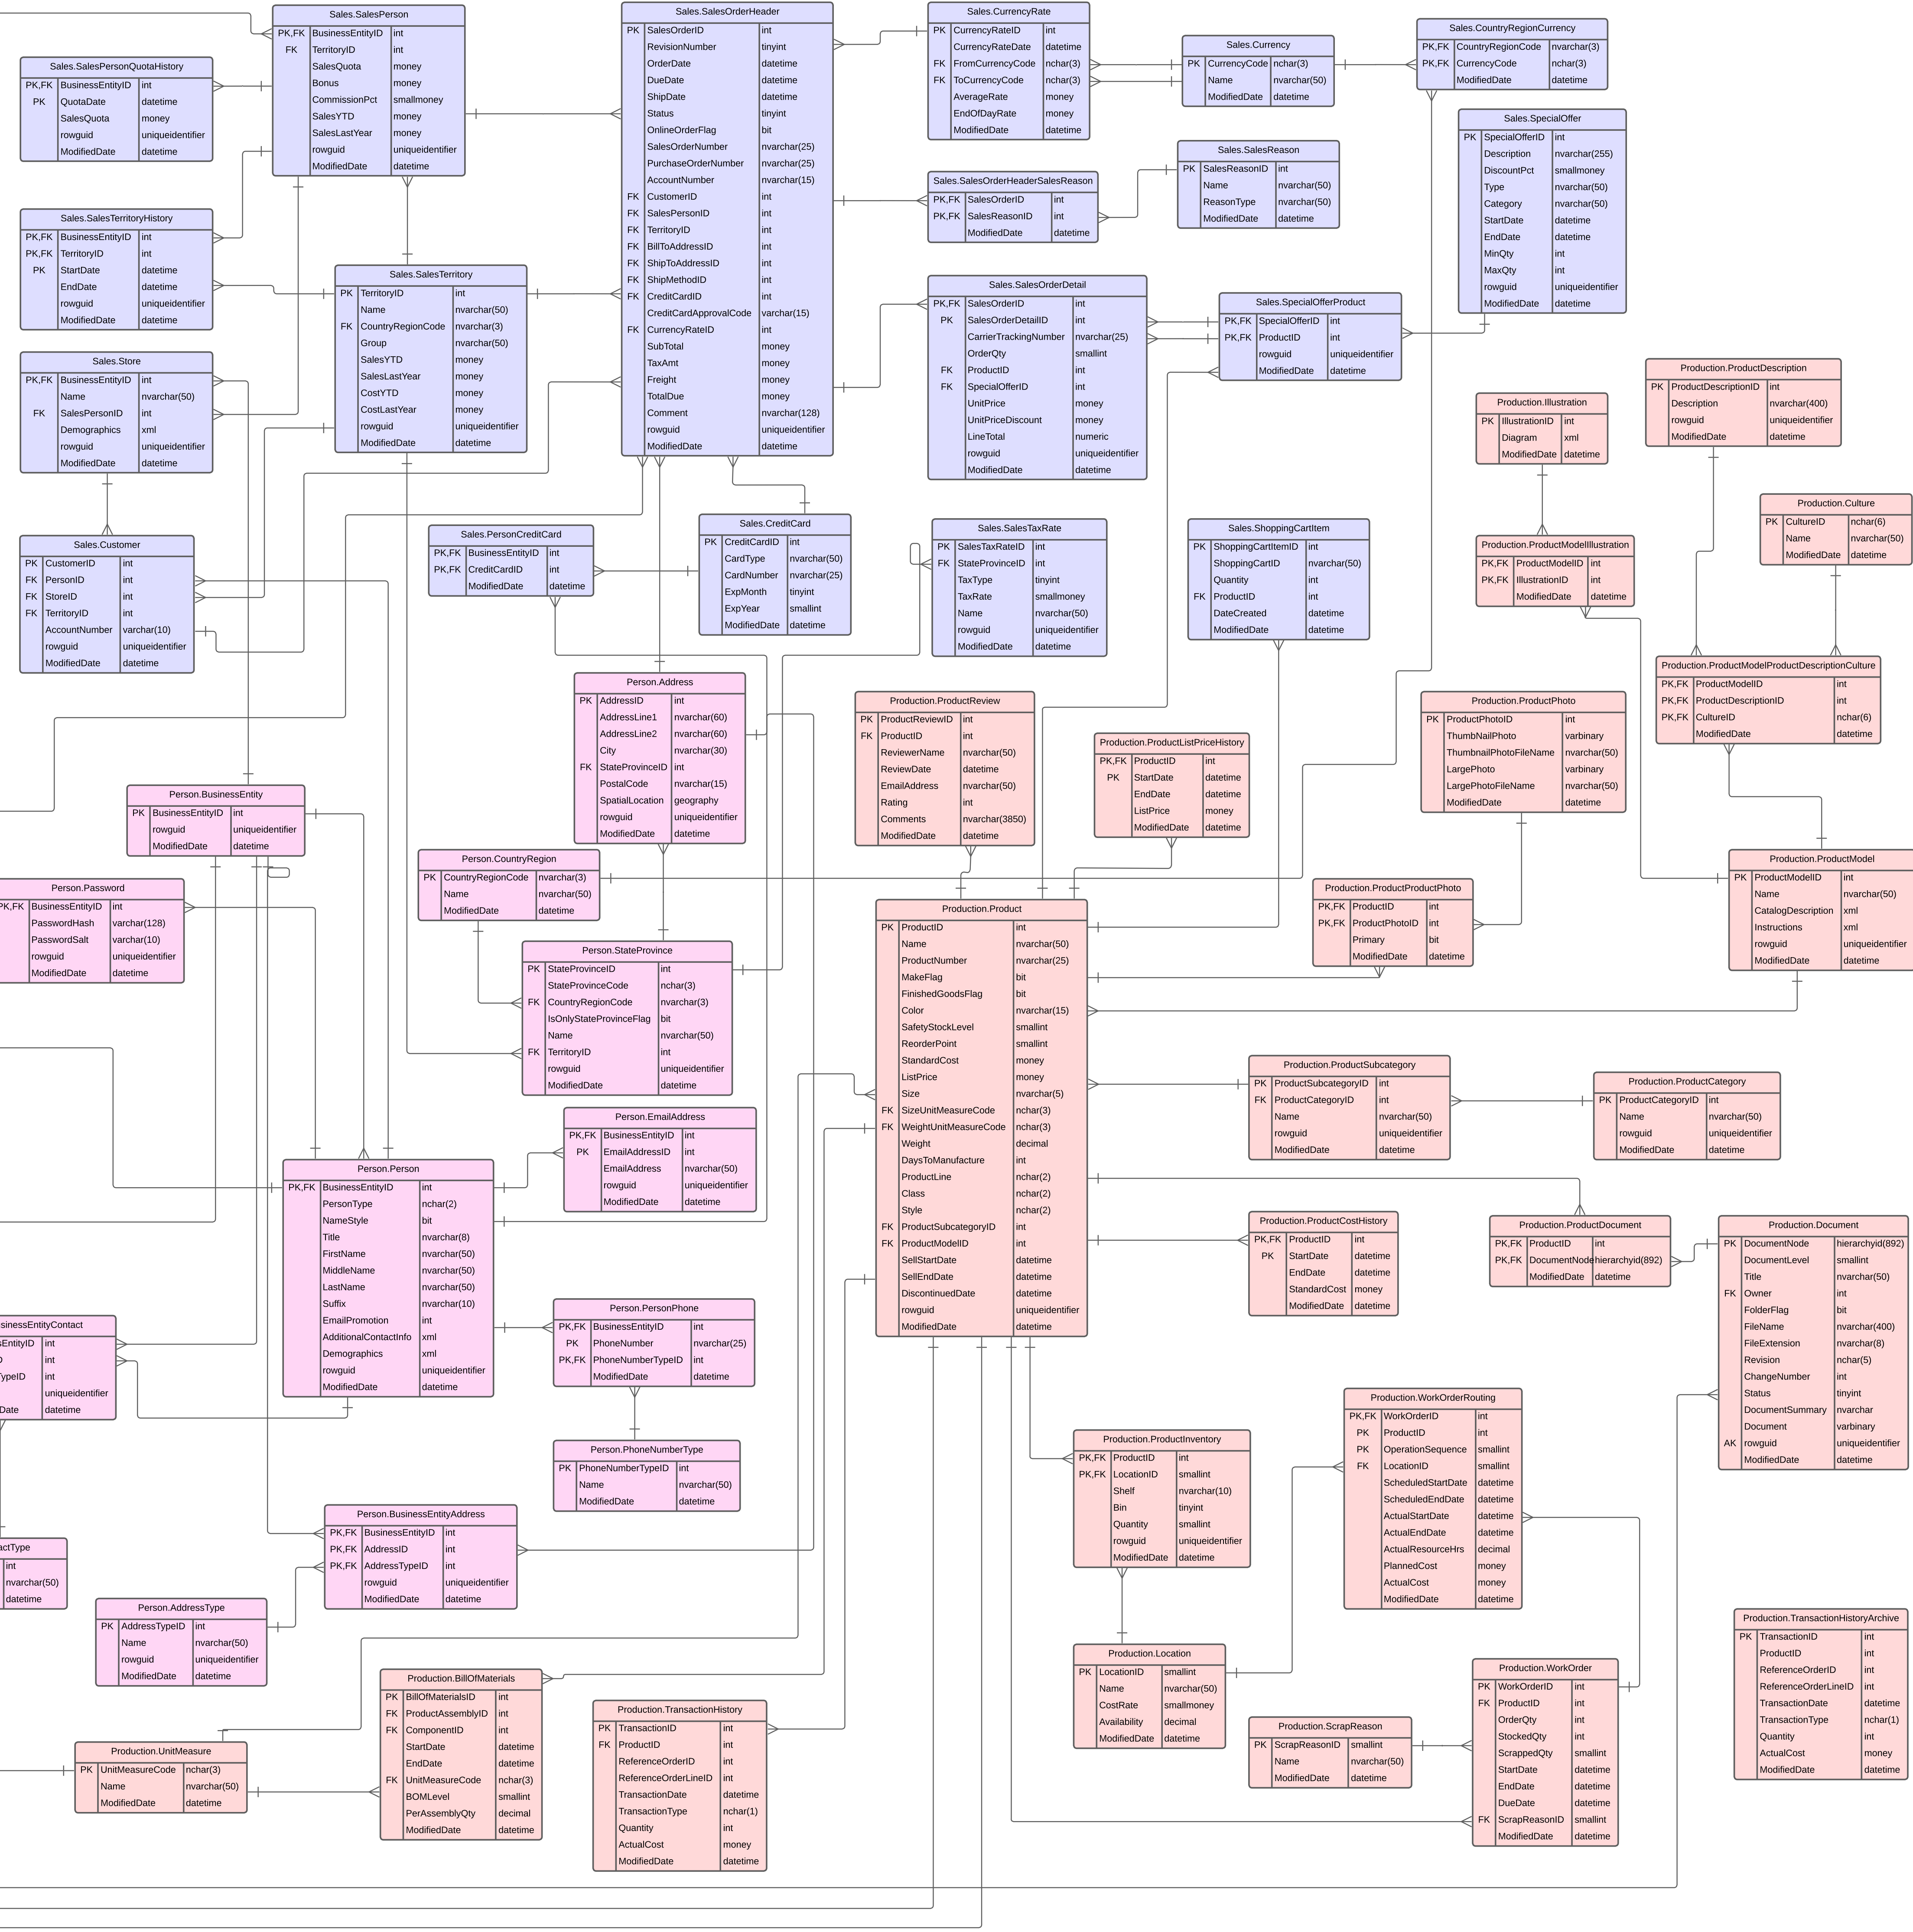 Sales.SalesPerson
PK,FK BusinessEntityID int
FK TerritoryID int
SalesQuota money
Bonus money
CommissionPct smallmoney
SalesYTD money
SalesLastYear money
rowguid uniqueidentifier
ModifiedDate datetime
Sales.SalesOrderHeader
PK SalesOrderID int
RevisionNumber tinyint
OrderDate datetime
DueDate datetime
ShipDate datetime
Status tinyint
OnlineOrderFlag bit
SalesOrderNumber nvarchar(25)
PurchaseOrderNumber nvarchar(25)
AccountNumber nvarchar(15)
FK CustomerID int
FK SalesPersonID int
FK TerritoryID int
FK BillToAddressID int
FK ShipToAddressID int
FK ShipMethodID int
FK CreditCardID int
CreditCardApprovalCode varchar(15)
FK CurrencyRateID int
SubTotal money
TaxAmt money
Freight money
TotalDue money
Comment nvarchar(128)
rowguid uniqueidentifier
ModifiedDate datetime
Sales.CurrencyRate
PK CurrencyRateID int
CurrencyRateDate datetime
FK FromCurrencyCode nchar(3)
FK ToCurrencyCode nchar(3)
AverageRate money
EndOfDayRate money
ModifiedDate datetime
Sales.Currency
PK CurrencyCode nchar(3)
Name nvarchar(50)
ModifiedDate datetime
Sales.CountryRegionCurrency
PK,FK CountryRegionCode nvarchar(3)
PK,FK CurrencyCode nchar(3)
ModifiedDate datetime
Sales.SalesPersonQuotaHistory
PK,FK BusinessEntityID int
PK QuotaDate datetime
SalesQuota money
rowguid uniqueidentifier
ModifiedDate datetime
Sales.SpecialOffer
PK SpecialOfferID int
Description nvarchar(255)
DiscountPct smallmoney
Type nvarchar(50)
Category nvarchar(50)
StartDate datetime
EndDate datetime
MinQty int
MaxQty int
rowguid uniqueidentifier
ModifiedDate datetime
Sales.SalesReason
PK SalesReasonID int
Name nvarchar(50)
ReasonType nvarchar(50)
ModifiedDate datetime
Sales.SalesOrderHeaderSalesReason
PK,FK SalesOrderID int
PK,FK SalesReasonID int
ModifiedDate datetime
Sales.SalesTerritoryHistory
PK,FK BusinessEntityID int
PK,FK TerritoryID int
PK StartDate datetime
EndDate datetime
rowguid uniqueidentifier
ModifiedDate datetime
Sales.SalesTerritory
PK TerritoryID int
Name nvarchar(50)
FK CountryRegionCode nvarchar(3)
Group nvarchar(50)
SalesYTD money
SalesLastYear money
CostYTD money
CostLastYear money
rowguid uniqueidentifier
ModifiedDate datetime
Sales.SalesOrderDetail
PK,FK SalesOrderID int
PK SalesOrderDetailID int
CarrierTrackingNumber nvarchar(25)
OrderQty smallint
FK ProductID int
FK SpecialOfferID int
UnitPrice money
UnitPriceDiscount money
LineTotal numeric
rowguid uniqueidentifier
ModifiedDate datetime
Sales.SpecialOfferProduct
PK,FK SpecialOfferID int
PK,FK ProductID int
rowguid uniqueidentifier
ModifiedDate datetime
Sales.Store
PK,FK BusinessEntityID int
Name nvarchar(50)
FK SalesPersonID int
Demographics xml
rowguid uniqueidentifier
ModifiedDate datetime
Production.ProductDescription
PK ProductDescriptionID int
Description nvarchar(400)
rowguid uniqueidentifier
ModifiedDate datetime
Production.Illustration
PK IllustrationID int
Diagram xml
ModifiedDate datetime
Production.Culture
PK CultureID nchar(6)
Name nvarchar(50)
ModifiedDate datetime
Sales.Customer
PK CustomerID int
FK PersonID int
FK StoreID int
FK TerritoryID int
AccountNumber varchar(10)
rowguid uniqueidentifier
ModifiedDate datetime
Sales.PersonCreditCard
PK,FK BusinessEntityID int
PK,FK CreditCardID int
ModifiedDate datetime
Sales.CreditCard
PK CreditCardID int
CardType nvarchar(50)
CardNumber nvarchar(25)
ExpMonth tinyint
ExpYear smallint
ModifiedDate datetime
Sales.SalesTaxRate
PK SalesTaxRateID int
FK StateProvinceID int
TaxType tinyint
TaxRate smallmoney
Name nvarchar(50)
rowguid uniqueidentifier
ModifiedDate datetime
Sales.ShoppingCartItem
PK ShoppingCartItemID int
ShoppingCartID nvarchar(50)
Quantity int
FK ProductID int
DateCreated datetime
ModifiedDate datetime
Production.ProductModelIllustration
PK,FK ProductModelID int
PK,FK IllustrationID int
ModifiedDate datetime
Production.ProductModelProductDescriptionCulture
PK,FK ProductModelID int
PK,FK ProductDescriptionID int
PK,FK CultureID nchar(6)
ModifiedDate datetime
Person.Address
PK AddressID int
AddressLine1 nvarchar(60)
AddressLine2 nvarchar(60)
City nvarchar(30)
FK StateProvinceID int
PostalCode nvarchar(15)
SpatialLocation geography
rowguid uniqueidentifier
ModifiedDate datetime
Production.ProductReview
PK ProductReviewID int
FK ProductID int
ReviewerName nvarchar(50)
ReviewDate datetime
EmailAddress nvarchar(50)
Rating int
Comments nvarchar(3850)
ModifiedDate datetime
Production.ProductListPriceHistory
PK,FK ProductID int
PK StartDate datetime
EndDate datetime
ListPrice money
ModifiedDate datetime
Production.ProductPhoto
PK ProductPhotoID int
ThumbNailPhoto varbinary
ThumbnailPhotoFileName nvarchar(50)
LargePhoto varbinary
LargePhotoFileName nvarchar(50)
ModifiedDate datetime
Person.BusinessEntity
PK BusinessEntityID int
rowguid uniqueidentifier
ModifiedDate datetime
Person.CountryRegion
PK CountryRegionCode nvarchar(3)
Name nvarchar(50)
ModifiedDate datetime
Production.ProductModel
PK ProductModelID int
Name nvarchar(50)
CatalogDescription xml
Instructions xml
rowguid uniqueidentifier
ModifiedDate datetime
Person.Password
PK,FK BusinessEntityID int
PasswordHash varchar(128)
PasswordSalt varchar(10)
rowguid uniqueidentifier
ModifiedDate datetime
Production.ProductProductPhoto
PK,FK ProductID int
PK,FK ProductPhotoID int
Primary bit
ModifiedDate datetime
Production.Product
PK ProductID int
Name nvarchar(50)
ProductNumber nvarchar(25)
MakeFlag bit
FinishedGoodsFlag bit
Color nvarchar(15)
SafetyStockLevel smallint
ReorderPoint smallint
StandardCost money
ListPrice money
Size nvarchar(5)
FK SizeUnitMeasureCode nchar(3)
FK WeightUnitMeasureCode nchar(3)
Weight decimal
DaysToManufacture int
ProductLine nchar(2)
Class nchar(2)
Style nchar(2)
FK ProductSubcategoryID int
FK ProductModelID int
SellStartDate datetime
SellEndDate datetime
DiscontinuedDate datetime
rowguid uniqueidentifier
ModifiedDate datetime
Person.StateProvince
PK StateProvinceID int
StateProvinceCode nchar(3)
FK CountryRegionCode nvarchar(3)
IsOnlyStateProvinceFlag bit
Name nvarchar(50)
FK TerritoryID int
rowguid uniqueidentifier
ModifiedDate datetime
Production.ProductSubcategory
PK ProductSubcategoryID int
FK ProductCategoryID int
Name nvarchar(50)
rowguid uniqueidentifier
ModifiedDate datetime
Production.ProductCategory
PK ProductCategoryID int
Name nvarchar(50)
rowguid uniqueidentifier
ModifiedDate datetime
Person.EmailAddress
PK,FK BusinessEntityID int
PK EmailAddressID int
EmailAddress nvarchar(50)
rowguid uniqueidentifier
ModifiedDate datetime
Person.Person
PK,FK BusinessEntityID int
PersonType nchar(2)
NameStyle bit
Title nvarchar(8)
FirstName nvarchar(50)
MiddleName nvarchar(50)
LastName nvarchar(50)
Suffix nvarchar(10)
EmailPromotion int
AdditionalContactInfo xml
Demographics xml
rowguid uniqueidentifier
ModifiedDate datetime
Production.ProductCostHistory
PK,FK ProductID int
PK StartDate datetime
EndDate datetime
StandardCost money
ModifiedDate datetime
Production.ProductDocument
PK,FK ProductID int
PK,FK DocumentNode hierarchyid(892)
ModifiedDate datetime
Production.Document
PK DocumentNode hierarchyid(892)
DocumentLevel smallint
Title nvarchar(50)
FK Owner int
FolderFlag bit
FileName nvarchar(400)
FileExtension nvarchar(8)
Revision nchar(5)
ChangeNumber int
Status tinyint
DocumentSummary nvarchar
Document varbinary
AK rowguid uniqueidentifier
ModifiedDate datetime
Person.PersonPhone
PK,FK BusinessEntityID int
PK PhoneNumber nvarchar(25)
PK,FK PhoneNumberTypeID int
ModifiedDate datetime
sinessEntityContact
sEntityID int
D int
ypeID int
uniqueidentifier
Date datetime
Production.WorkOrderRouting
PK,FK WorkOrderID int
PK ProductID int
PK OperationSequence smallint
FK LocationID smallint
ScheduledStartDate datetime
ScheduledEndDate datetime
ActualStartDate datetime
ActualEndDate datetime
ActualResourceHrs decimal
PlannedCost money
ActualCost money
ModifiedDate datetime
Production.ProductInventory
PK,FK ProductID int
PK,FK LocationID smallint
Shelf nvarchar(10)
Bin tinyint
Quantity smallint
rowguid uniqueidentifier
ModifiedDate datetime
Person.PhoneNumberType
PK PhoneNumberTypeID int
Name nvarchar(50)
ModifiedDate datetime
Person.BusinessEntityAddress
PK,FK BusinessEntityID int
PK,FK AddressID int
PK,FK AddressTypeID int
rowguid uniqueidentifier
ModifiedDate datetime
actType
int
nvarchar(50)
datetime
Person.AddressType
PK AddressTypeID int
Name nvarchar(50)
rowguid uniqueidentifier
ModifiedDate datetime
Production.TransactionHistoryArchive
PK TransactionID int
ProductID int
ReferenceOrderID int
ReferenceOrderLineID int
TransactionDate datetime
TransactionType nchar(1)
Quantity int
ActualCost money
ModifiedDate datetime
Production.Location
PK LocationID smallint
Name nvarchar(50)
CostRate smallmoney
Availability decimal
ModifiedDate datetime
Production.WorkOrder
PK WorkOrderID int
FK ProductID int
OrderQty int
StockedQty int
ScrappedQty smallint
StartDate datetime
EndDate datetime
DueDate datetime
FK ScrapReasonID smallint
ModifiedDate datetime
Production.BillOfMaterials
PK BillOfMaterialsID int
FK ProductAssemblyID int
FK ComponentID int
StartDate datetime
EndDate datetime
FK UnitMeasureCode nchar(3)
BOMLevel smallint
PerAssemblyQty decimal
ModifiedDate datetime
Production.TransactionHistory
PK TransactionID int
FK ProductID int
ReferenceOrderID int
ReferenceOrderLineID int
TransactionDate datetime
TransactionType nchar(1)
Quantity int
ActualCost money
ModifiedDate datetime
Production.ScrapReason
PK ScrapReasonID smallint
Name nvarchar(50)
ModifiedDate datetime
Production.UnitMeasure
PK UnitMeasureCode nchar(3)
Name nvarchar(50)
ModifiedDate datetime